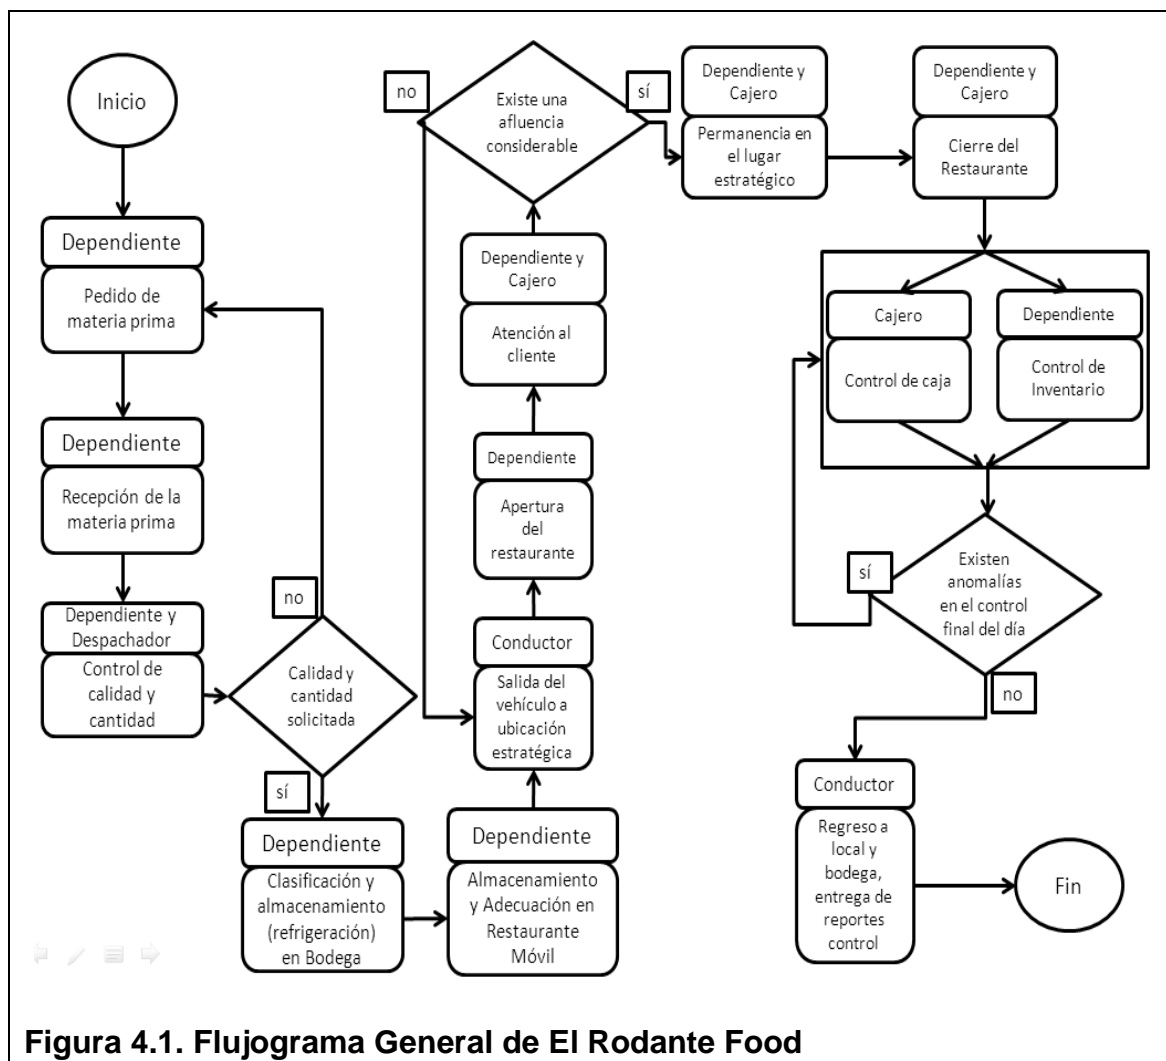 Inicio
Dependiente
Pedido de
materia prima
Dependiente
Recepción de la
materia prima
Dependiente y
Despachador
Control de
calidad y
cantidad
no
Calidad y
cantidad
solicitada
sí
Dependiente
Clasificación y
almacenamiento
(refrigeración)
en Bodega
Dependiente
Almacenamiento
y Adecuación en
Restaurante
Móvil
Conductor
Salida del
vehículo a
ubicación
estratégica
Dependiente
Apertura
del
restaurante
Dependiente y
Cajero
Atención al
cliente
no
Existe una
afluencia
considerable
sí
Dependiente y
Cajero
Permanencia en
el lugar
estratégico
Dependiente y
Cajero
Cierre del
Restaurante
Cajero
Control de caja
Dependiente
Control de
Inventario
sí
Existen
anomalías
en el control
final del día
no
Conductor
Regreso a
local y
bodega,
entrega de
reportes
control
Fin
Figura 4.1. Flujograma General de El Rodante Food